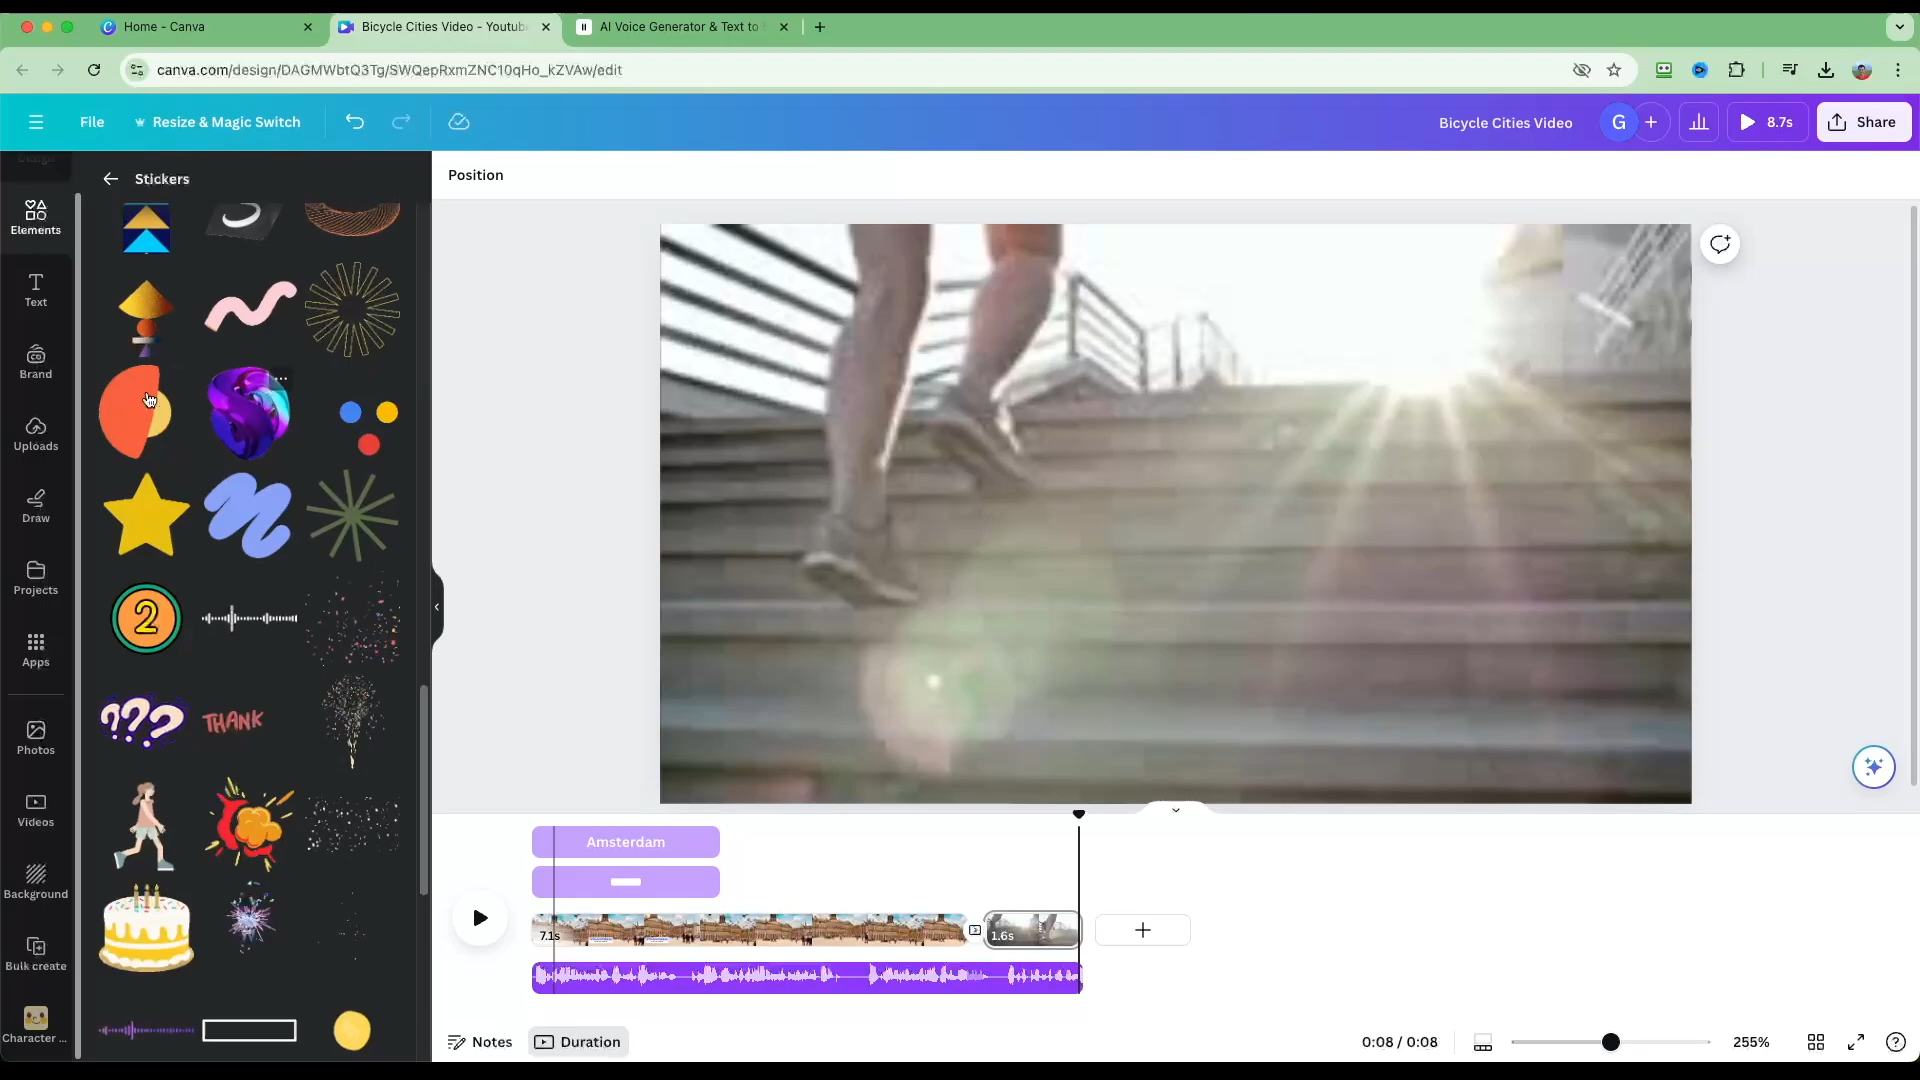 Home - Canva
Bicycle Cities Video - Youtub
AI Voice Generator & Text to
canva.com/design/DAGMWbtQ3Tg/SWQepRxmZNC10qHo_kZVAw/edit
File
Resize & Magic Switch
Bicycle Cities Video
G
8.7s
Share
Design
Stickers
Position
Elements
Text
Brand
Uploads
Draw
Projects
Apps
Photos
Videos
Background
Bulk create
Character ...
3
2
???
THANK
Amsterdam
7.1s
1.6s
Notes
Duration
0:08 / 0:08
255%